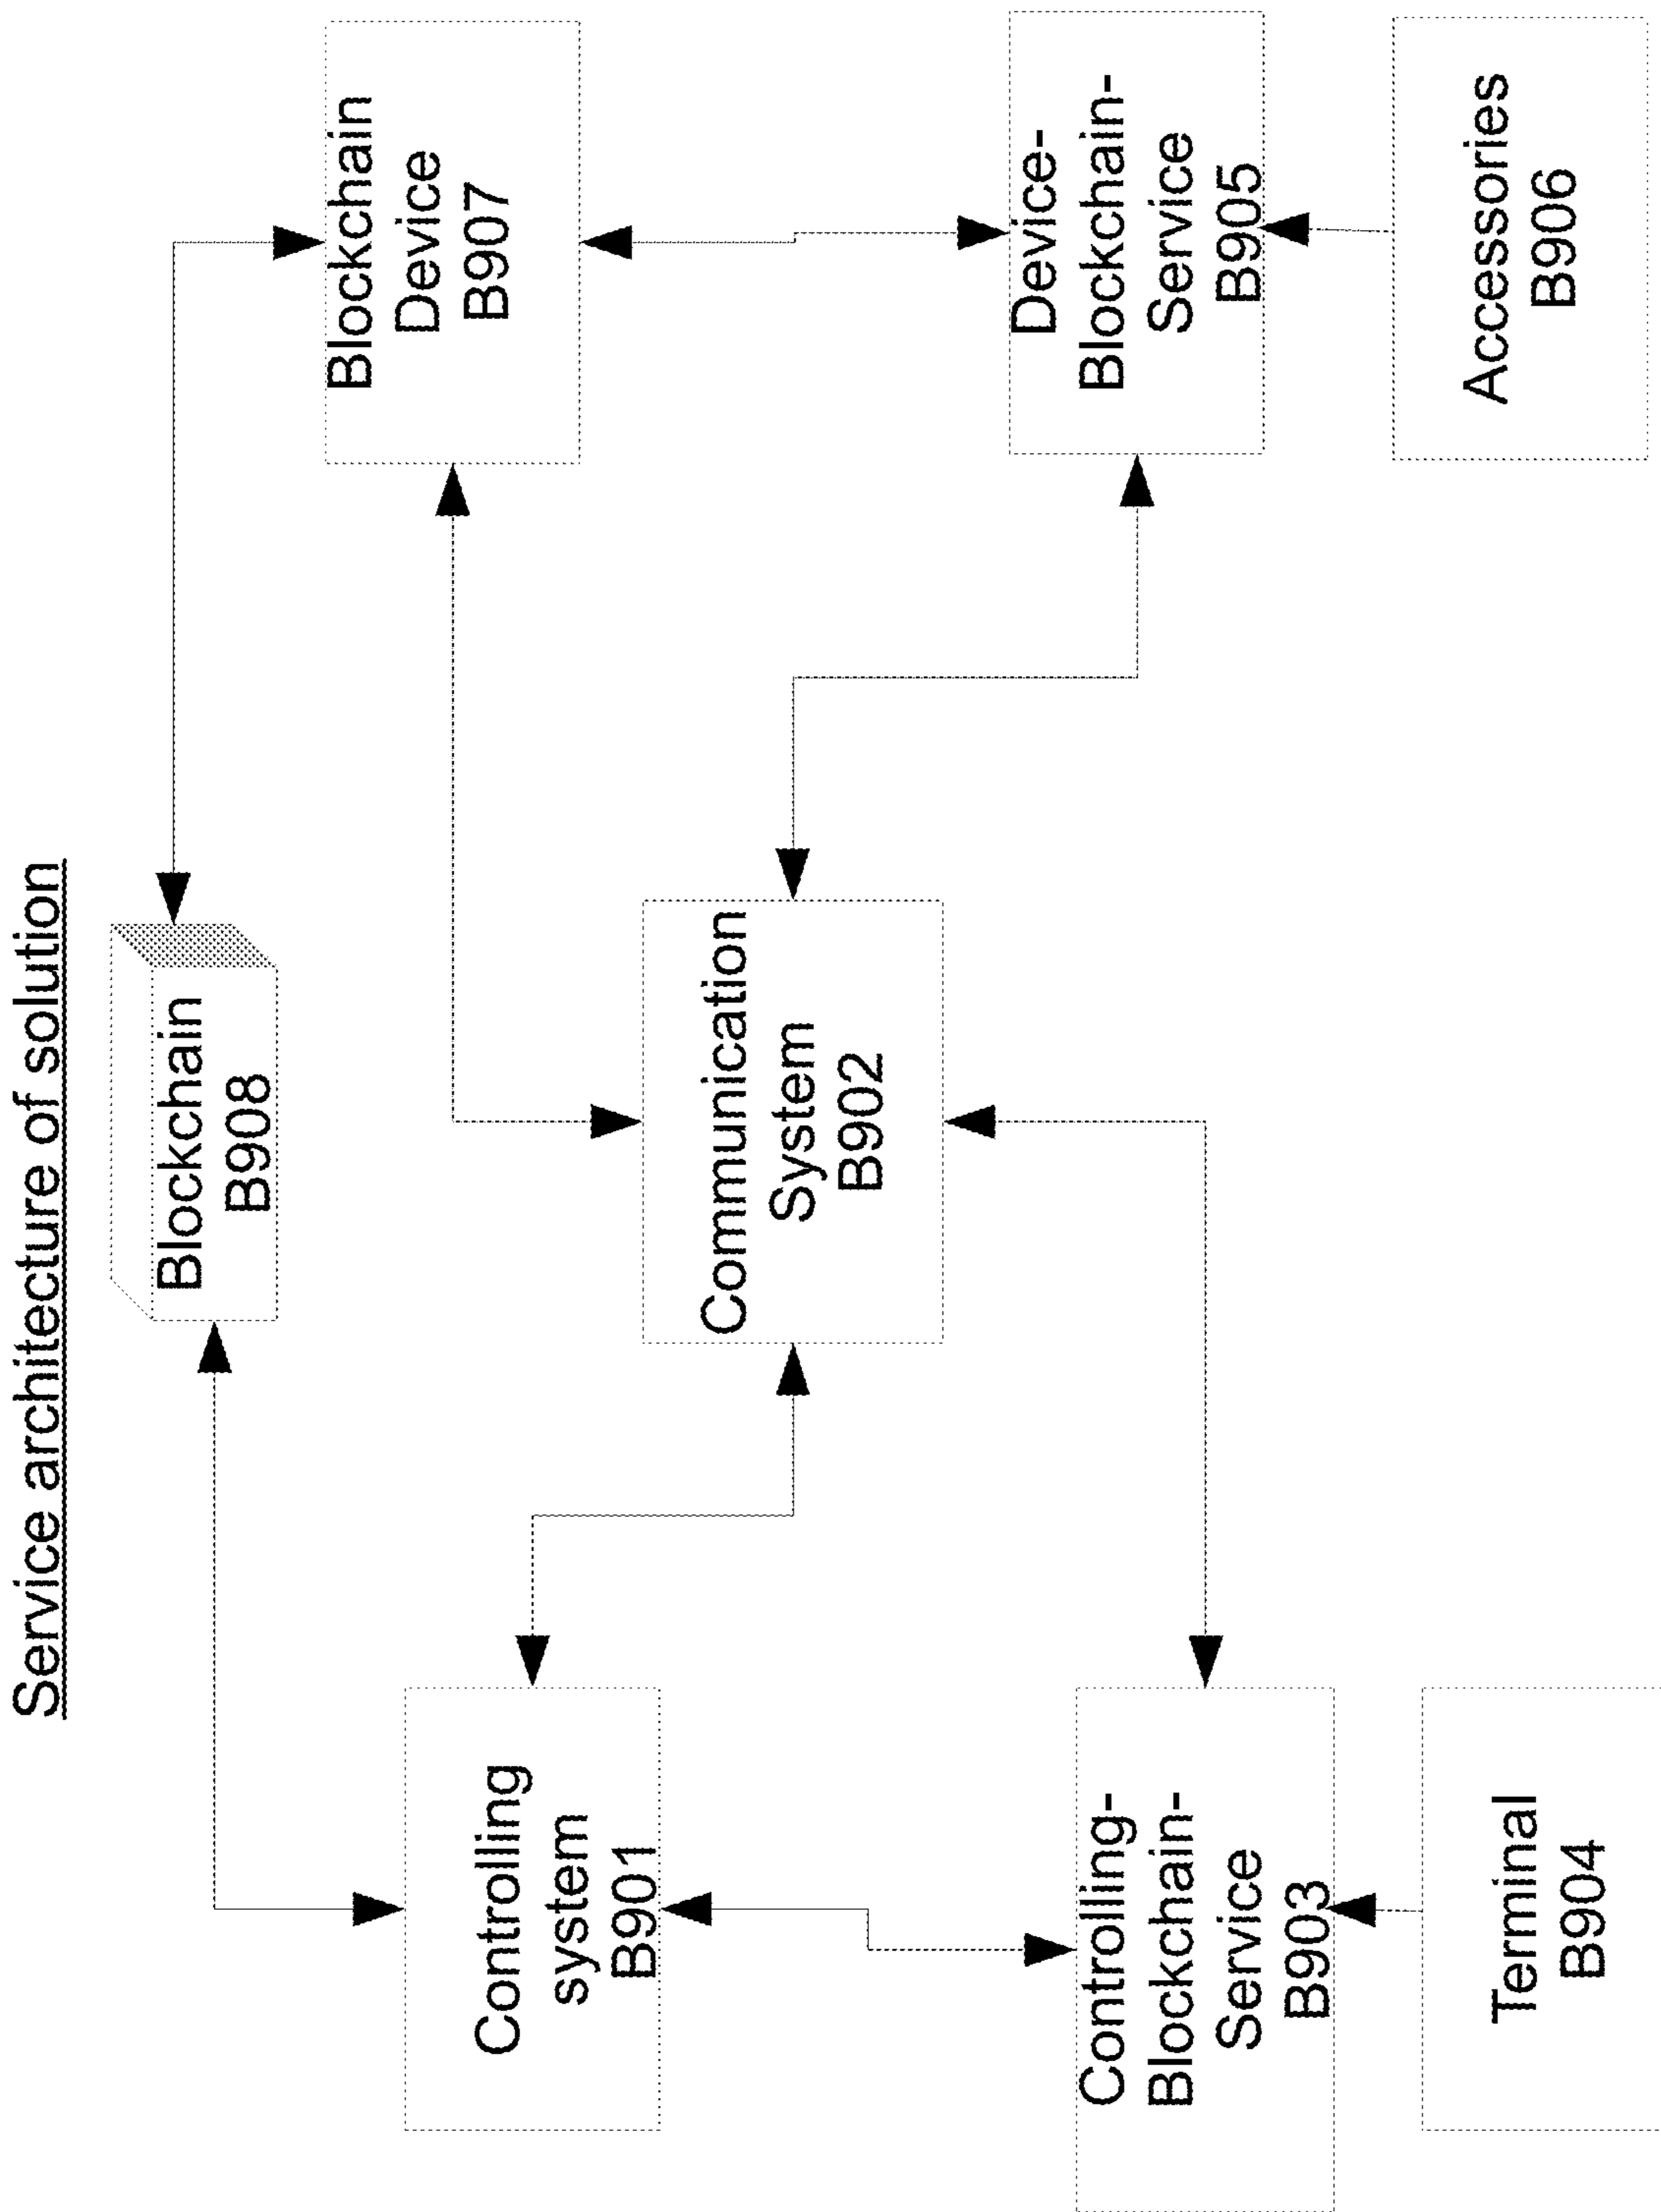 Service architecture of solution
Blockchain
B908
Controlling
system
B901
Communication
System
B902
Blockchain
Device
B907
Controlling-
Blockchain-
Service
B903
Device-
Blockchain-
Service
B905
Terminal
B904
Accessories
B906